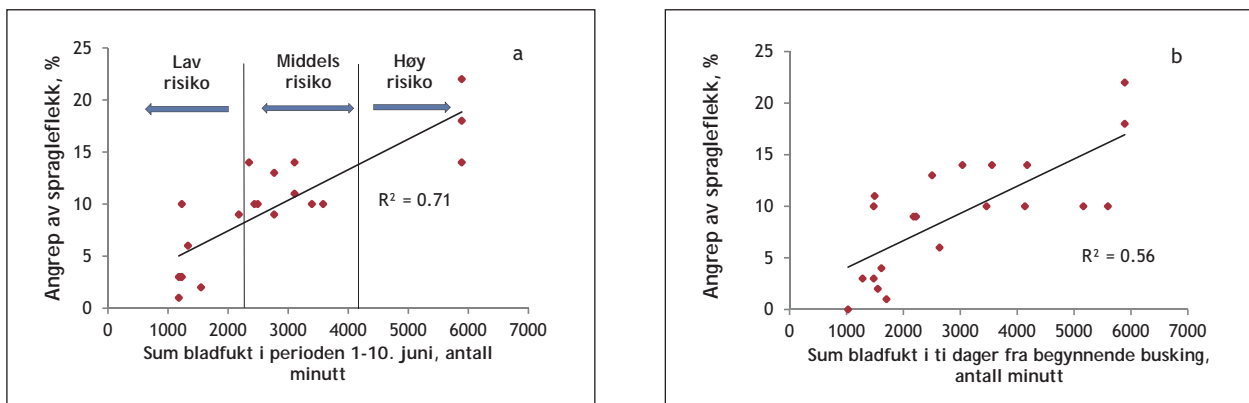 a
Lav risiko
Middels risiko
Høy risiko
Angrep av spragleflekk, %
25
20
15
10
5
0
R² = 0.71
0 1000 2000 3000 4000 5000 6000 7000
Sum bladfukt i perioden 1-10. juni, antall
minutt
b
Angrep av spragleflekk, %
25
20
15
10
5
0
R² = 0.56
0 1000 2000 3000 4000 5000 6000 7000
Sum bladfukt i ti dager fra begynnende busking,
antall minutt